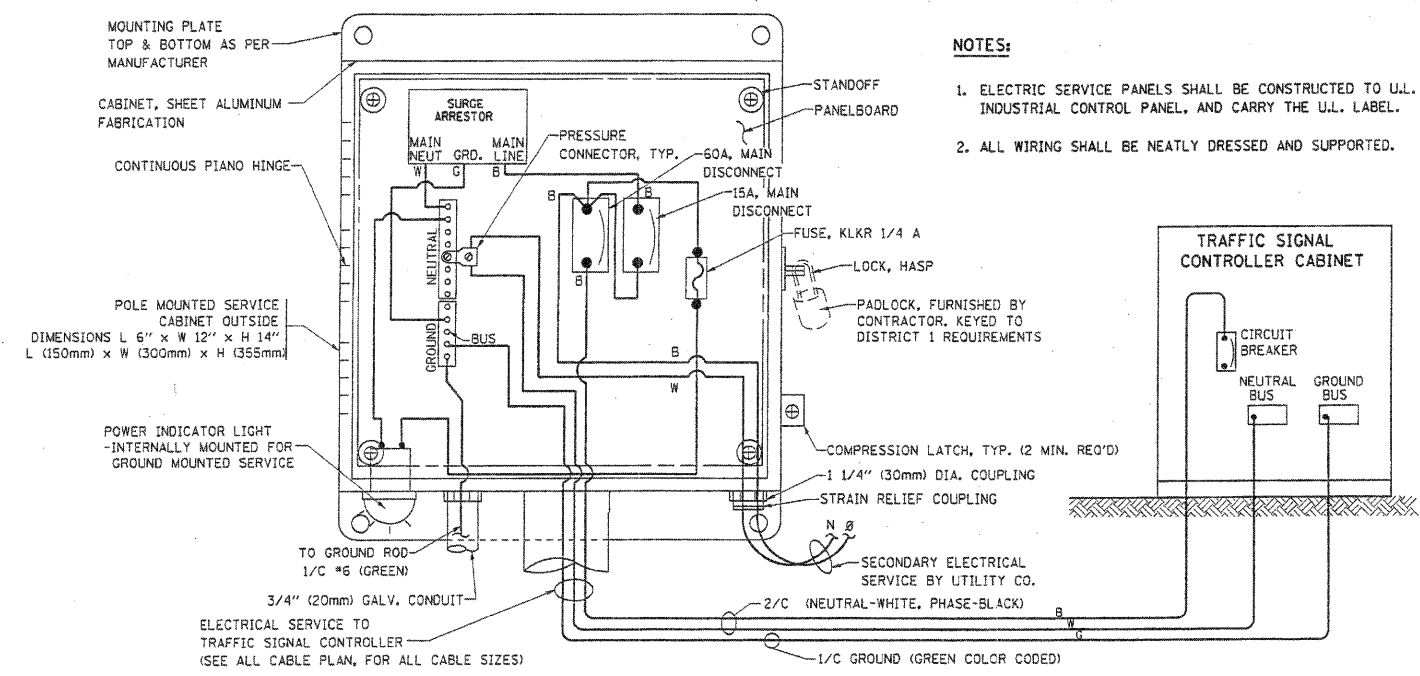 MOUNTING PLATE
TOP & BOTTOM AS PER
MANUFACTURER
CABINET, SHEET ALUMINUM
FABRICATION
CONTINUOUS PIANO HINGE
POLE MOUNTED SERVICE
CABINET OUTSIDE
DIMENSIONS L 6" x W 12" x H 14"
L (150mm) x W (300mm) x H (355mm)
POWER INDICATOR LIGHT
-INTERNALLY MOUNTED FOR
GROUND MOUNTED SERVICE
SURGE
ARRESTOR
MAIN
NEUT
GRD.
MAIN
LINE
W
G
B
PRESSURE
CONNECTOR, TYP.
STANDOFF
PANELBOARD
60A, MAIN
DISCONNECT
15A, MAIN
DISCONNECT
B
B
B
FUSE, KLKR 1/4 A
LOCK, HASP
PADLOCK, FURNISHED BY
CONTRACTOR. KEYED TO
DISTRICT 1 REQUIREMENTS
NEUTRAL
GROUND
BUS
B
W
COMPRESSION LATCH, TYP. (2 MIN. REQ'D)
1 1/4" (30mm) DIA. COUPLING
STRAIN RELIEF COUPLING
N Ø
SECONDARY ELECTRICAL
SERVICE BY UTILITY CO.
TO GROUND ROD
1/C #6 (GREEN)
3/4" (20mm) GALV. CONDUIT
ELECTRICAL SERVICE TO
TRAFFIC SIGNAL CONTROLLER
(SEE ALL CABLE PLAN, FOR ALL CABLE SIZES)
2/C (NEUTRAL-WHITE, PHASE-BLACK)
1/C GROUND (GREEN COLOR CODED)
B
W
G
NOTES:
1. ELECTRIC SERVICE PANELS SHALL BE CONSTRUCTED TO U.L.
INDUSTRIAL CONTROL PANEL, AND CARRY THE U.L. LABEL.
2. ALL WIRING SHALL BE NEATLY DRESSED AND SUPPORTED.
TRAFFIC SIGNAL
CONTROLLER CABINET
CIRCUIT
BREAKER
NEUTRAL
BUS
GROUND
BUS